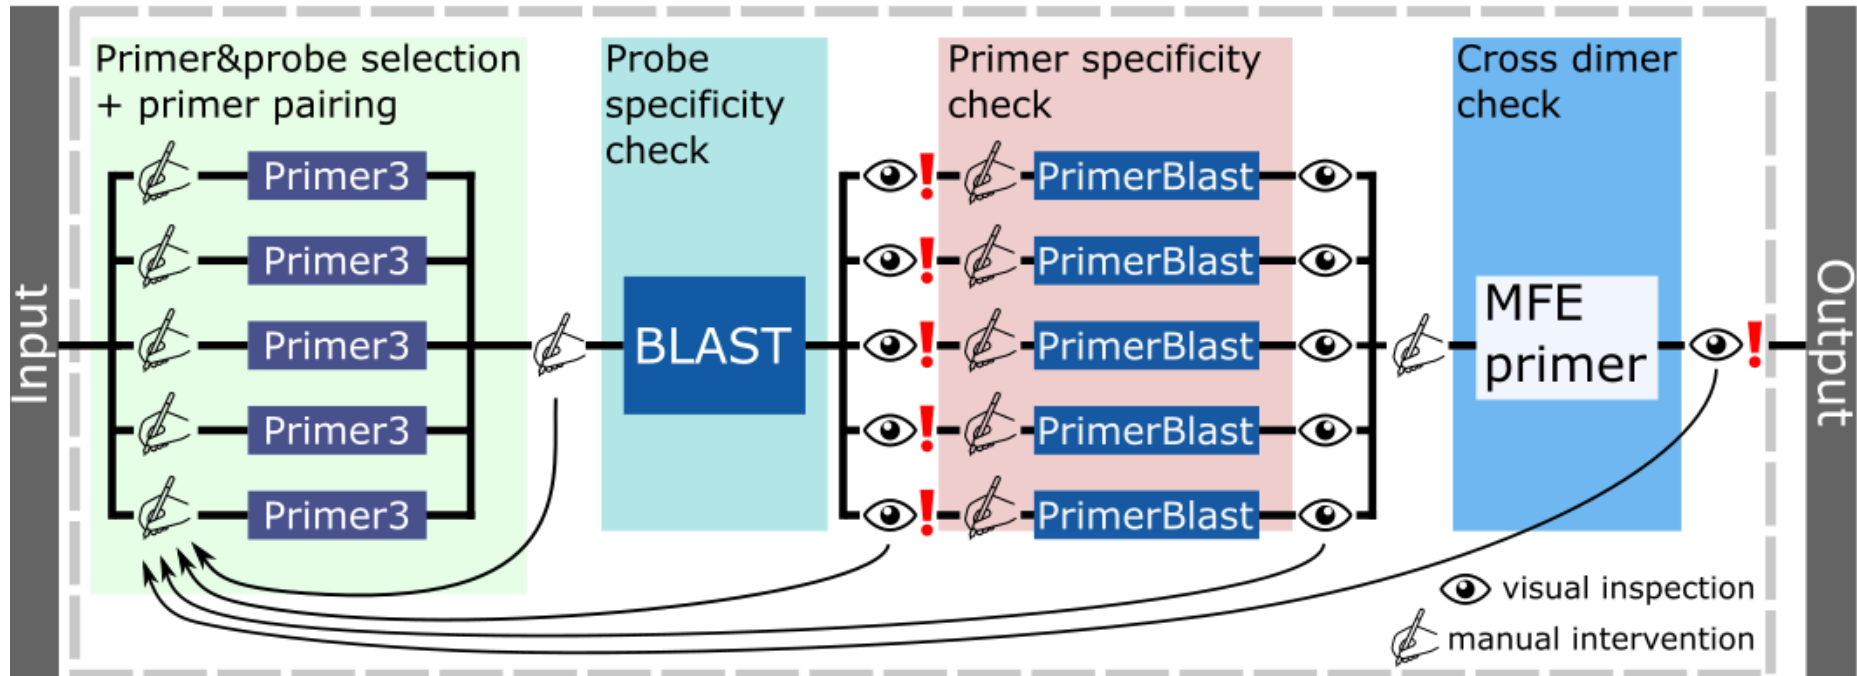 Input
Primer&probe selection
+ primer pairing
Primer3
Primer3
Primer3
Primer3
Primer3
Probe
specificity
check
BLAST
!
!
!
!
!
Primer specificity
check
PrimerBlast
PrimerBlast
PrimerBlast
PrimerBlast
PrimerBlast
Cross dimer
check
MFE
primer
!
Output
visual inspection
manual intervention